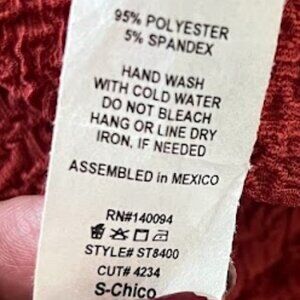 95% POLYESTER
5% SPANDEX
HAND WASH
WITH COLD WATER
DO NOT BLEACH
HANG OR LINE DRY
IRON, IF NEEDED
ASSEMBLED in MEXICO
RN#140094
STYLE# ST8400
CUT# 4234
S-Chico